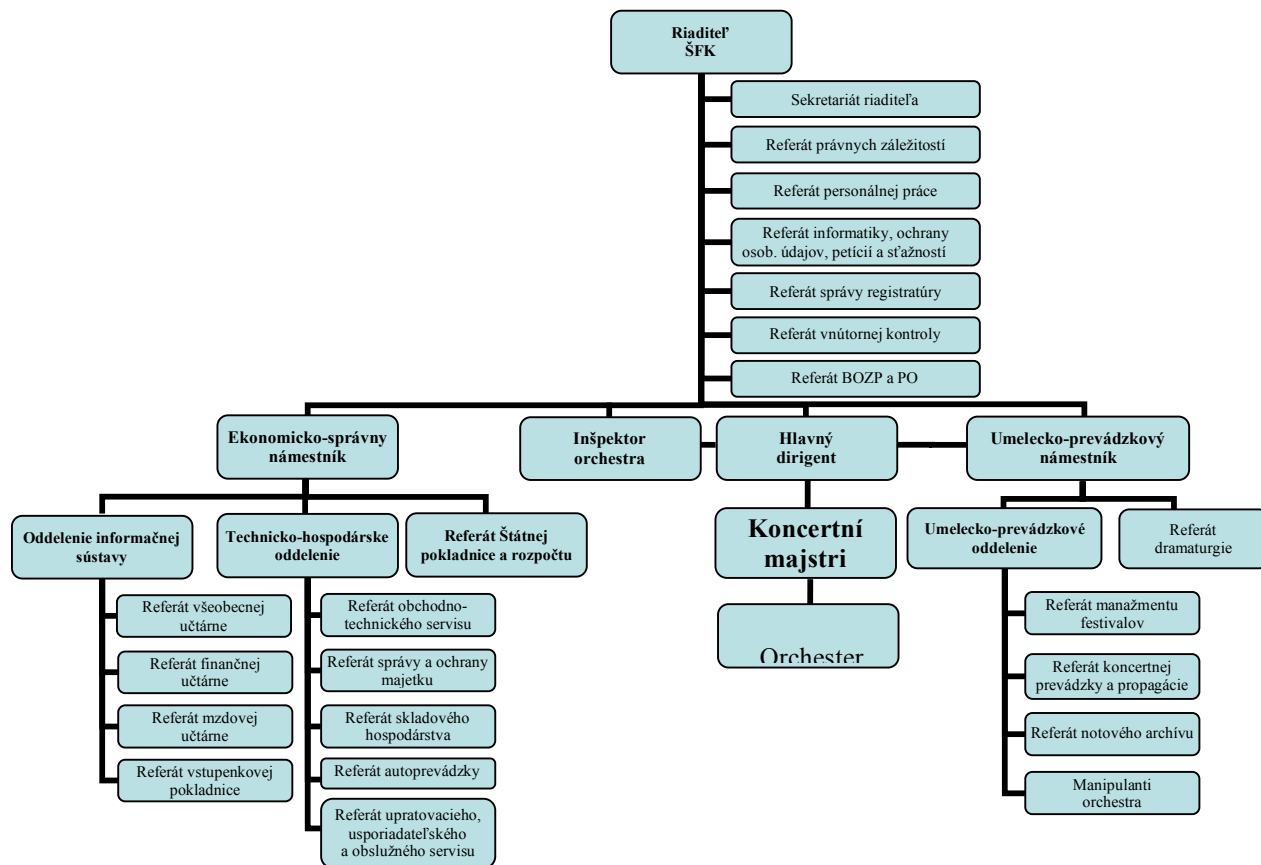 Riaditeľ
ŠFK
Sekretariát riaditeľa
Referát právnych záležitostí
Referát personálnej práce
Referát informatiky, ochrany
osob. údajov, petícií a sťažností
Referát správy registratúry
Referát vnútornej kontroly
Referát BOZP a PO
Ekonomicko-správny
námestník
Inšpektor
orchestra
Hlavný
dirigent
Umelecko-prevádzkový
námestník
Oddelenie informačnej
sústavy
Technicko-hospodárske
oddelenie
Referát Štátnej
pokladnice a rozpočtu
Koncertní
majstri
Umelecko-prevádzkové
oddelenie
Referát
dramaturgie
Referát všeobecnej
učtárne
Referát finančnej
učtárne
Referát mzdovej
učtárne
Referát vstupenkovej
pokladnice
Referát obchodno-
technického servisu
Referát správy a ochrany
majetku
Referát skladového
hospodárstva
Referát autoprevádzky
Referát upratovacieho,
usporiadateľského
a obslužného servisu
Orchester
Referát manažmentu
festivalov
Referát koncertnej
prevádzky a propagácie
Referát notového archívu
Manipulanti
orchestra